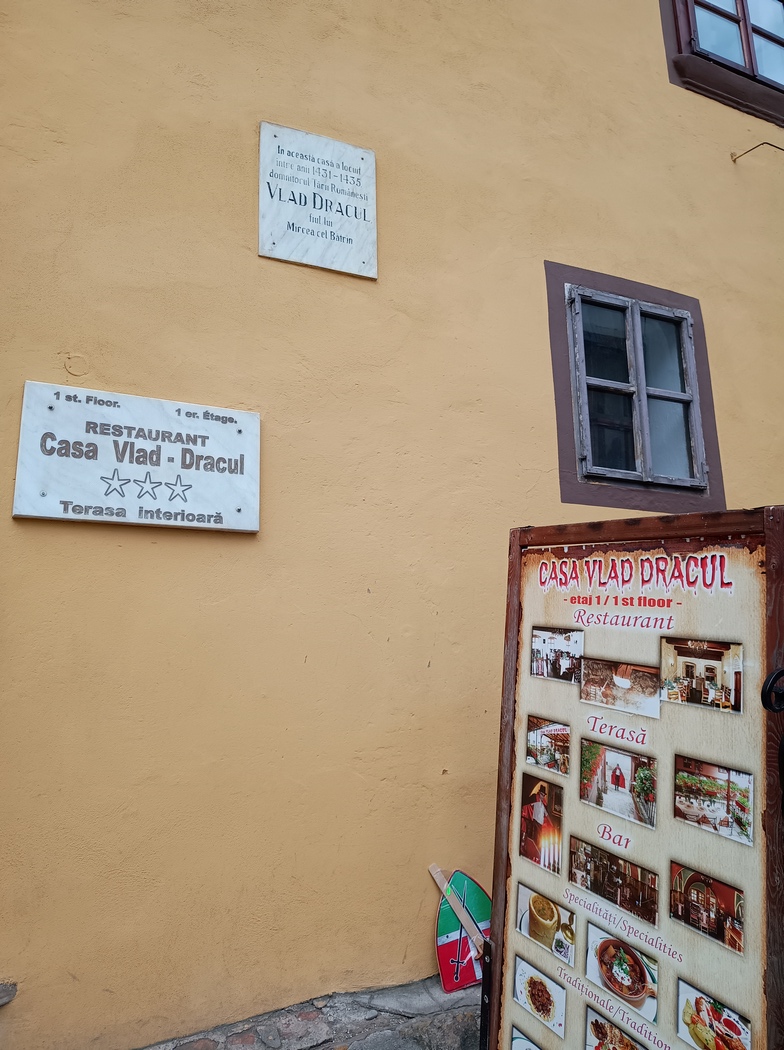 In această casă a locuit
între anii 1431-1435
domnitorul Țării Românești
VLAD DRACUL
fiul lui
Mircea cel Bătrîn
1 st. Floor.
1 er. Étage.
RESTAURANT
Casa Vlad - Dracul
Terasa interioară
CASA VLAD DRACUL
- etaj 1 / 1 st floor -
Restaurant
Terasă
Bar
Specialități/Specialities
Tradiționale/Tradition